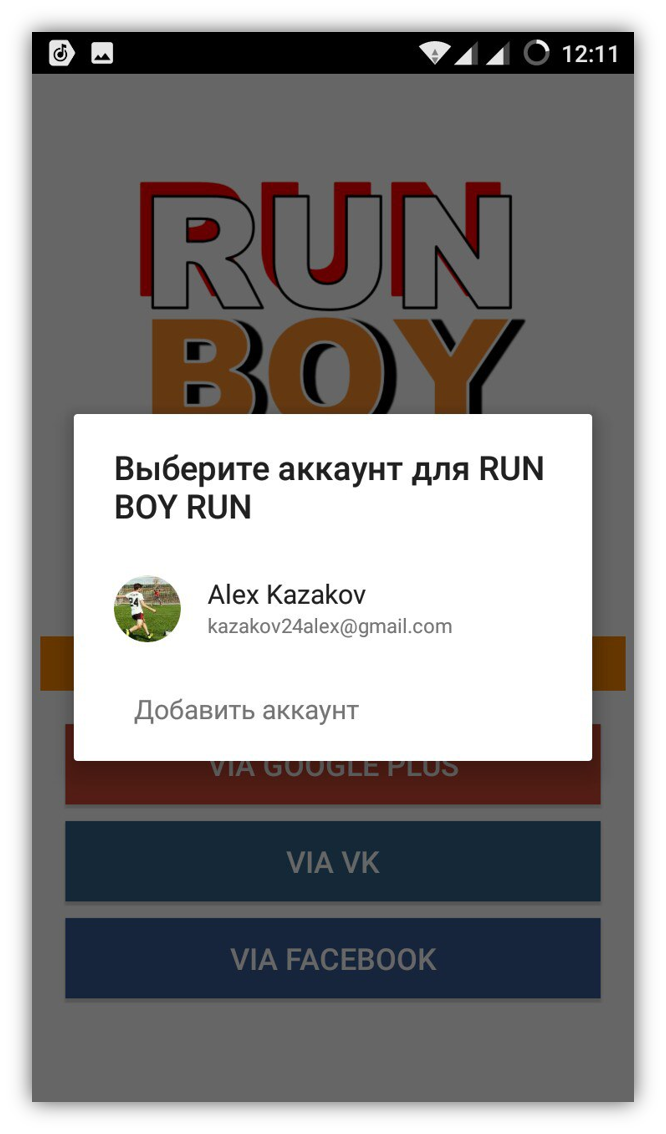 12:11
RUN
BOY
Выберите аккаунт для RUN
BOY RUN
Alex Kazakov
kazakov24alex@gmail.com
Добавить аккаунт
VIA GOOGLE PLUS
VIA VK
VIA FACEBOOK